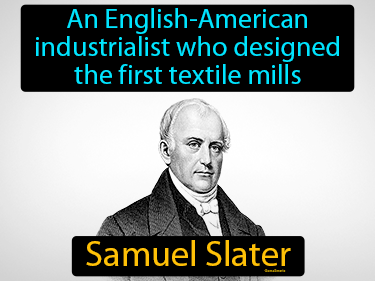 An English-American
industrialist who designed
the first textile mills
Samuel Slater